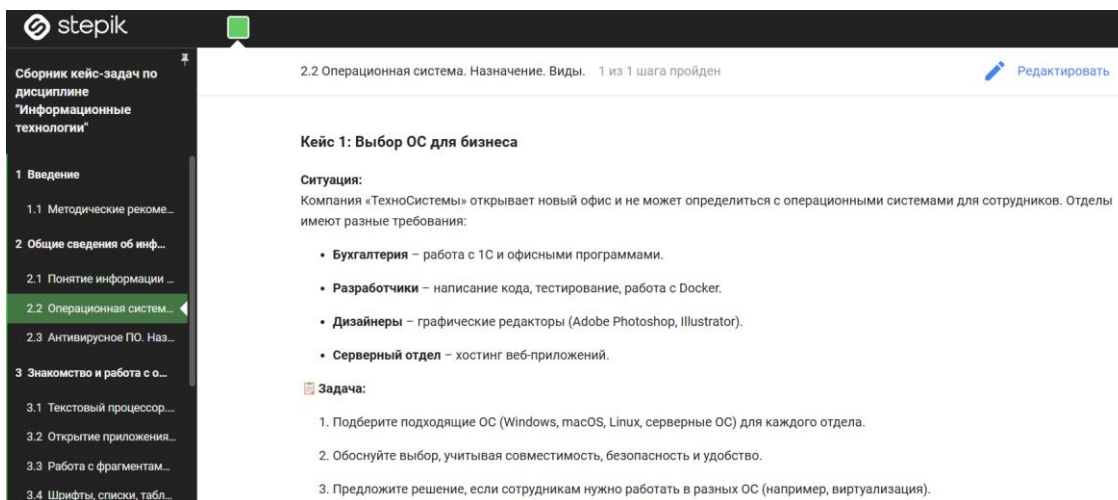 stepik
Сборник кейс-задач по
дисциплине
"Информационные
технологии"
1 Введение
1.1 Методические рекоме...
2 Общие сведения об инф...
2.1 Понятие информации ...
2.2 Операционная систем...
2.3 Антивирусное ПО. Наз...
3 Знакомство и работа с о...
3.1 Текстовый процессор....
3.2 Открытие приложения...
3.3 Работа с фрагментам...
3.4 Шрифты, списки, табл...
2.2 Операционная система. Назначение. Виды. 1 из 1 шага пройден
Редактировать
Кейс 1: Выбор ОС для бизнеса
Ситуация:
Компания «ТехноСистемы» открывает новый офис и не может определиться с операционными системами для сотрудников. Отделы
имеют разные требования:
• Бухгалтерия – работа с 1С и офисными программами.
• Разработчики – написание кода, тестирование, работа с Docker.
• Дизайнеры – графические редакторы (Adobe Photoshop, Illustrator).
• Серверный отдел – хостинг веб-приложений.
Задача:
1. Подберите подходящие ОС (Windows, macOS, Linux, серверные ОС) для каждого отдела.
2. Обоснуйте выбор, учитывая совместимость, безопасность и удобство.
3. Предложите решение, если сотрудникам нужно работать в разных ОС (например, виртуализация).